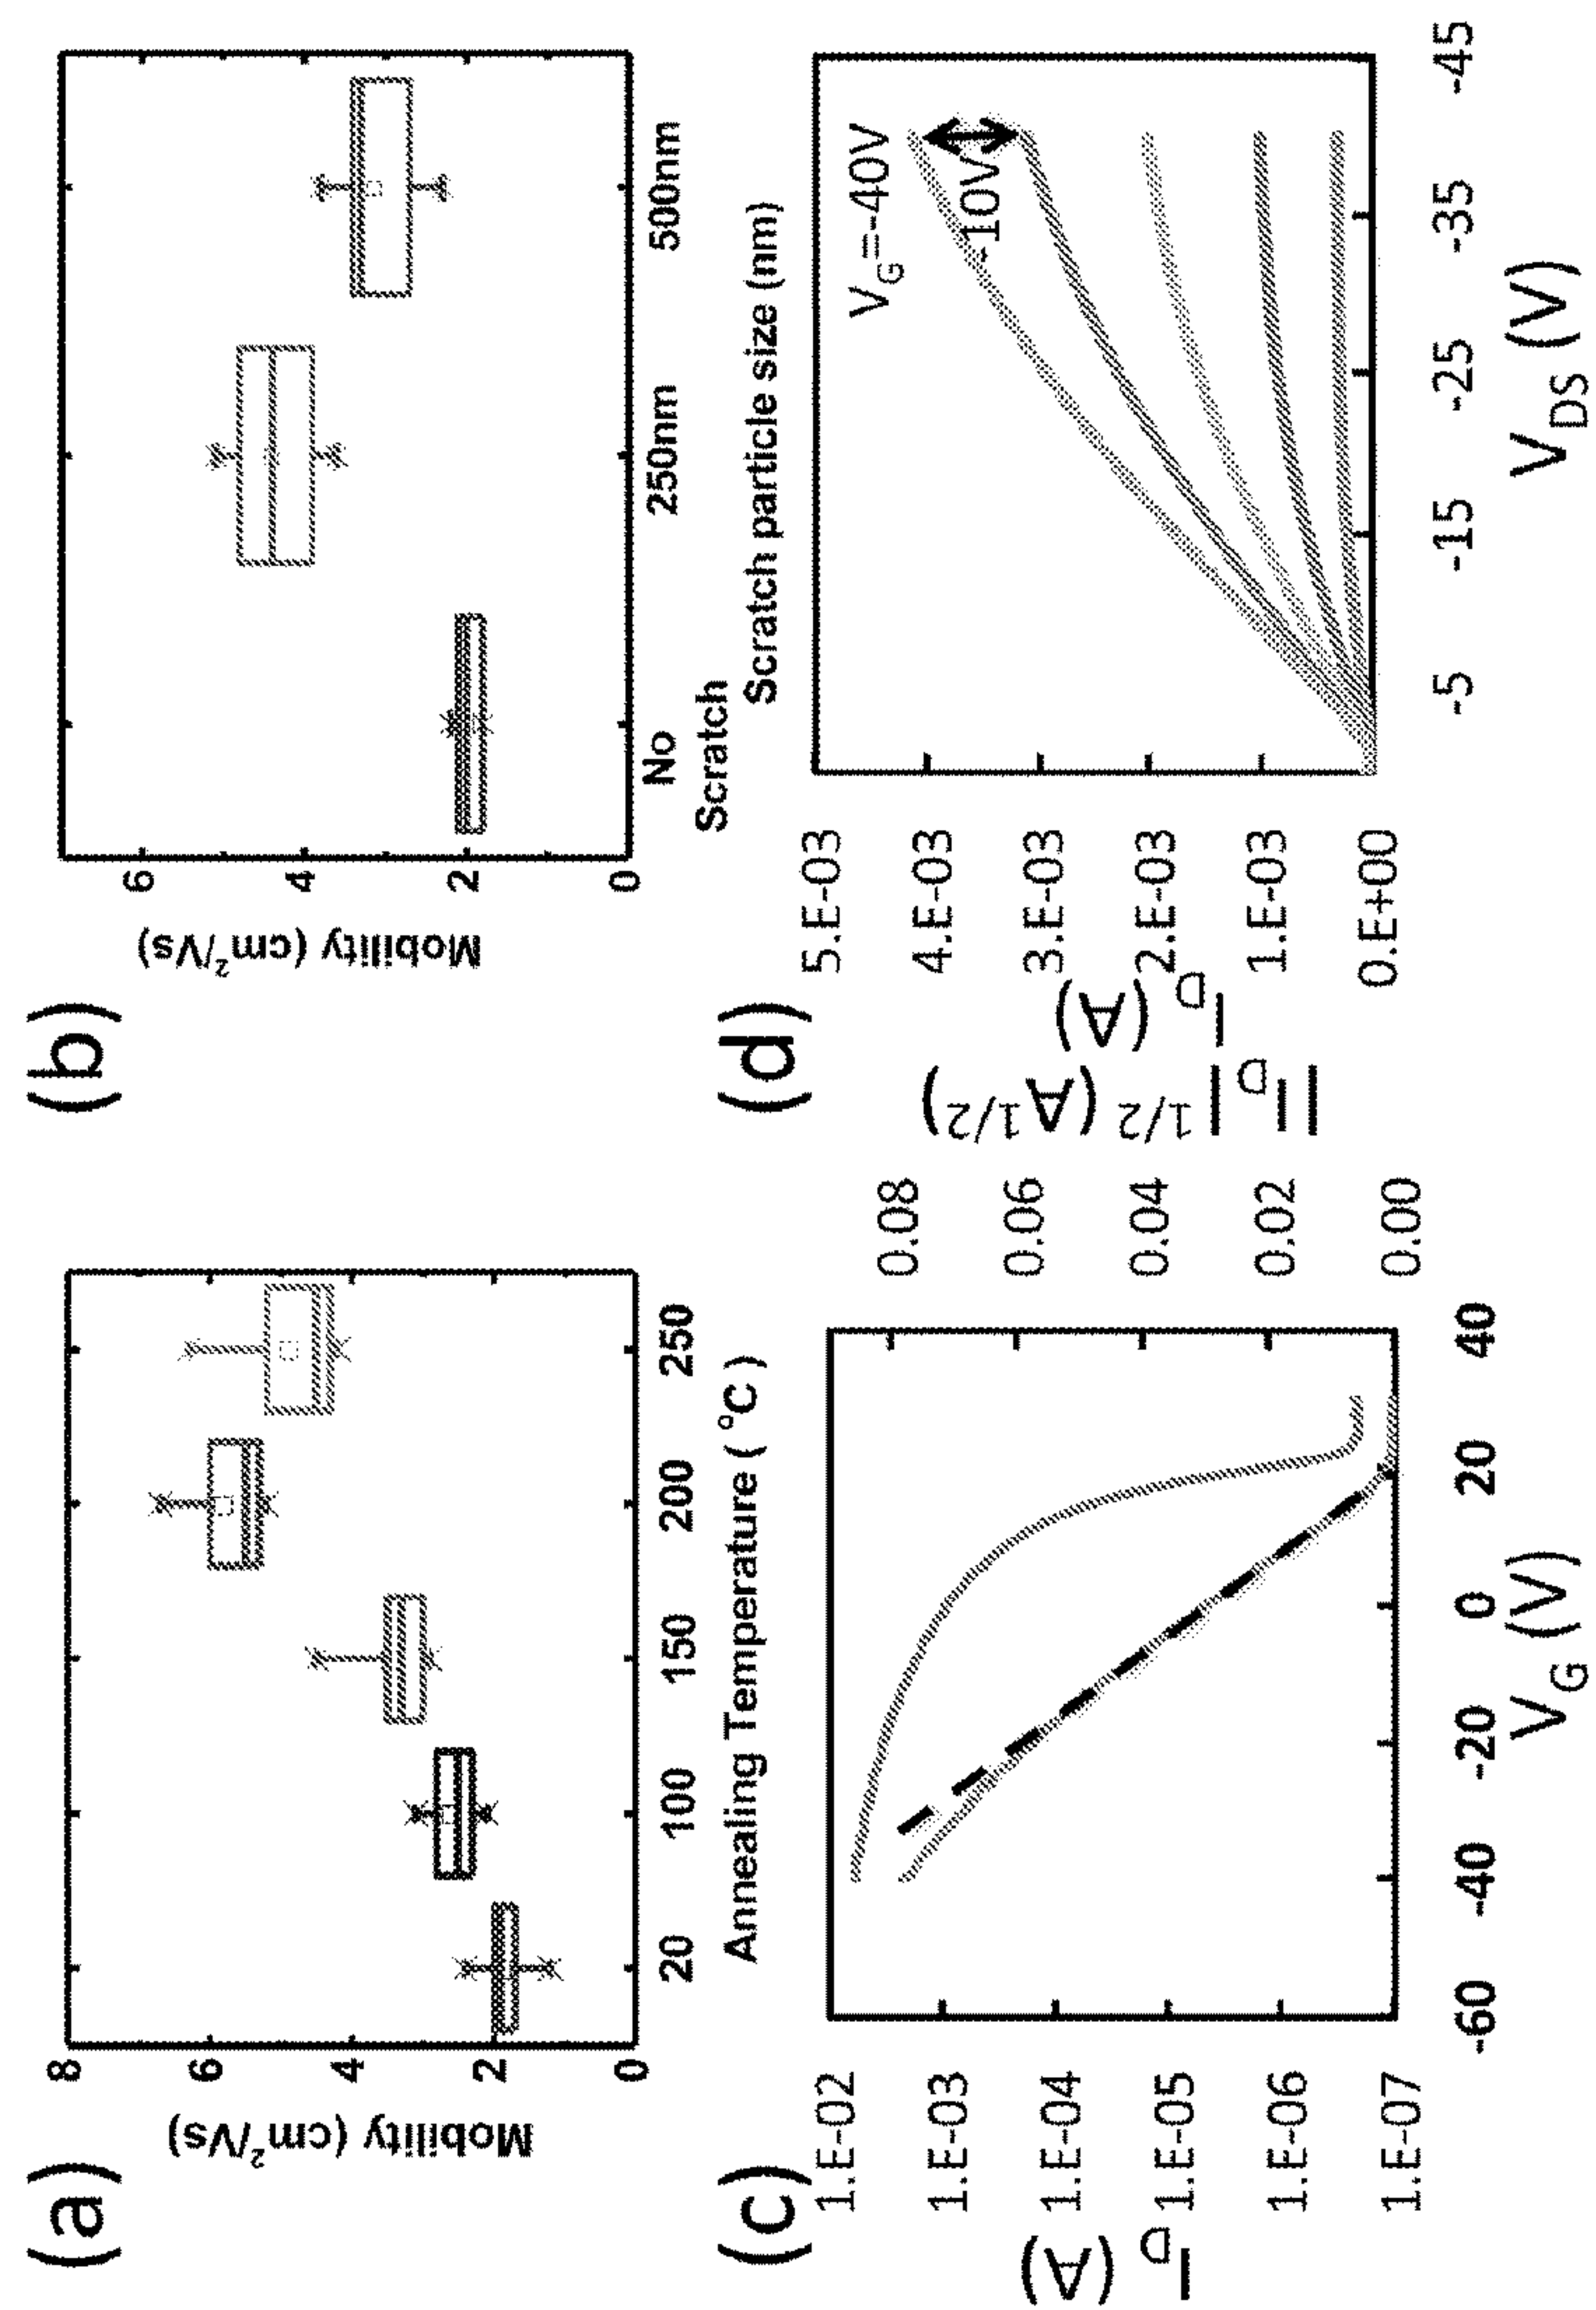 (a)
Mobility (cm²/Vs)
8
6
4
2
0
20 100 150 200 250
Annealing Temperature ( °C )
(b)
Mobility (cm²/Vs)
6
4
2
0
No Scratch 250nm 500nm
Scratch particle size (nm)
(c)
I_D (A)
1.E-02
1.E-03
1.E-04
1.E-05
1.E-06
1.E-07
-60 -40 -20 0 20 40
V_G (V)
0.08
0.06
0.04
0.02
0.00
|I_D|^1/2 (A^1/2)
(d)
I_D (A)
5.E-03
4.E-03
3.E-03
2.E-03
1.E-03
0.E+00
V_G=-40V
-10V
-5 -15 -25 -35 -45
V_DS (V)